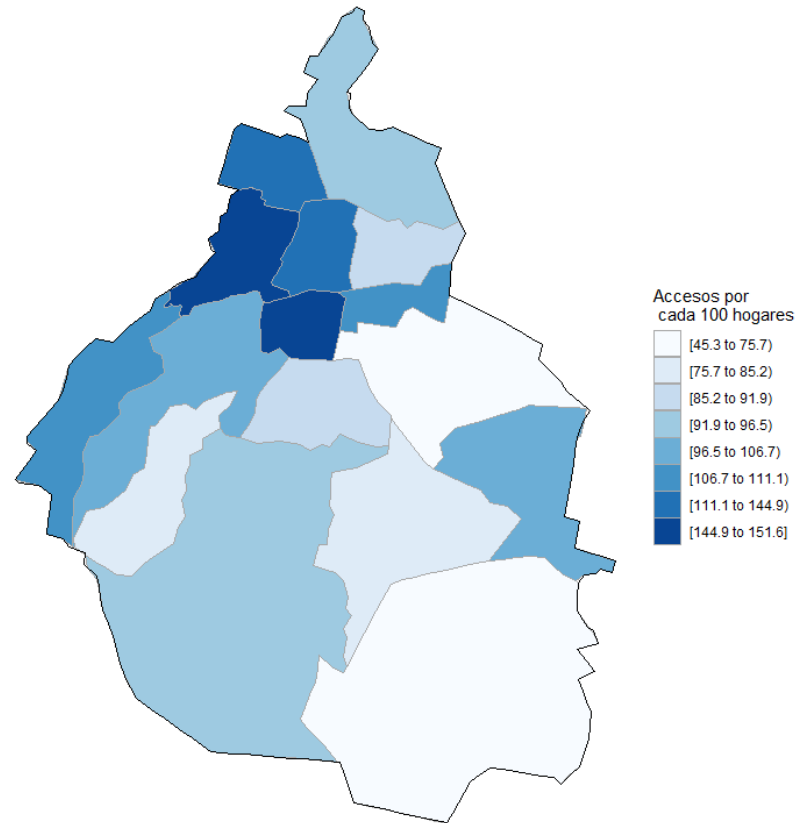 Accesos por
cada 100 hogares
[45.3 to 75.7)
[75.7 to 85.2)
[85.2 to 91.9)
[91.9 to 96.5)
[96.5 to 106.7)
[106.7 to 111.1)
[111.1 to 144.9)
[144.9 to 151.6]